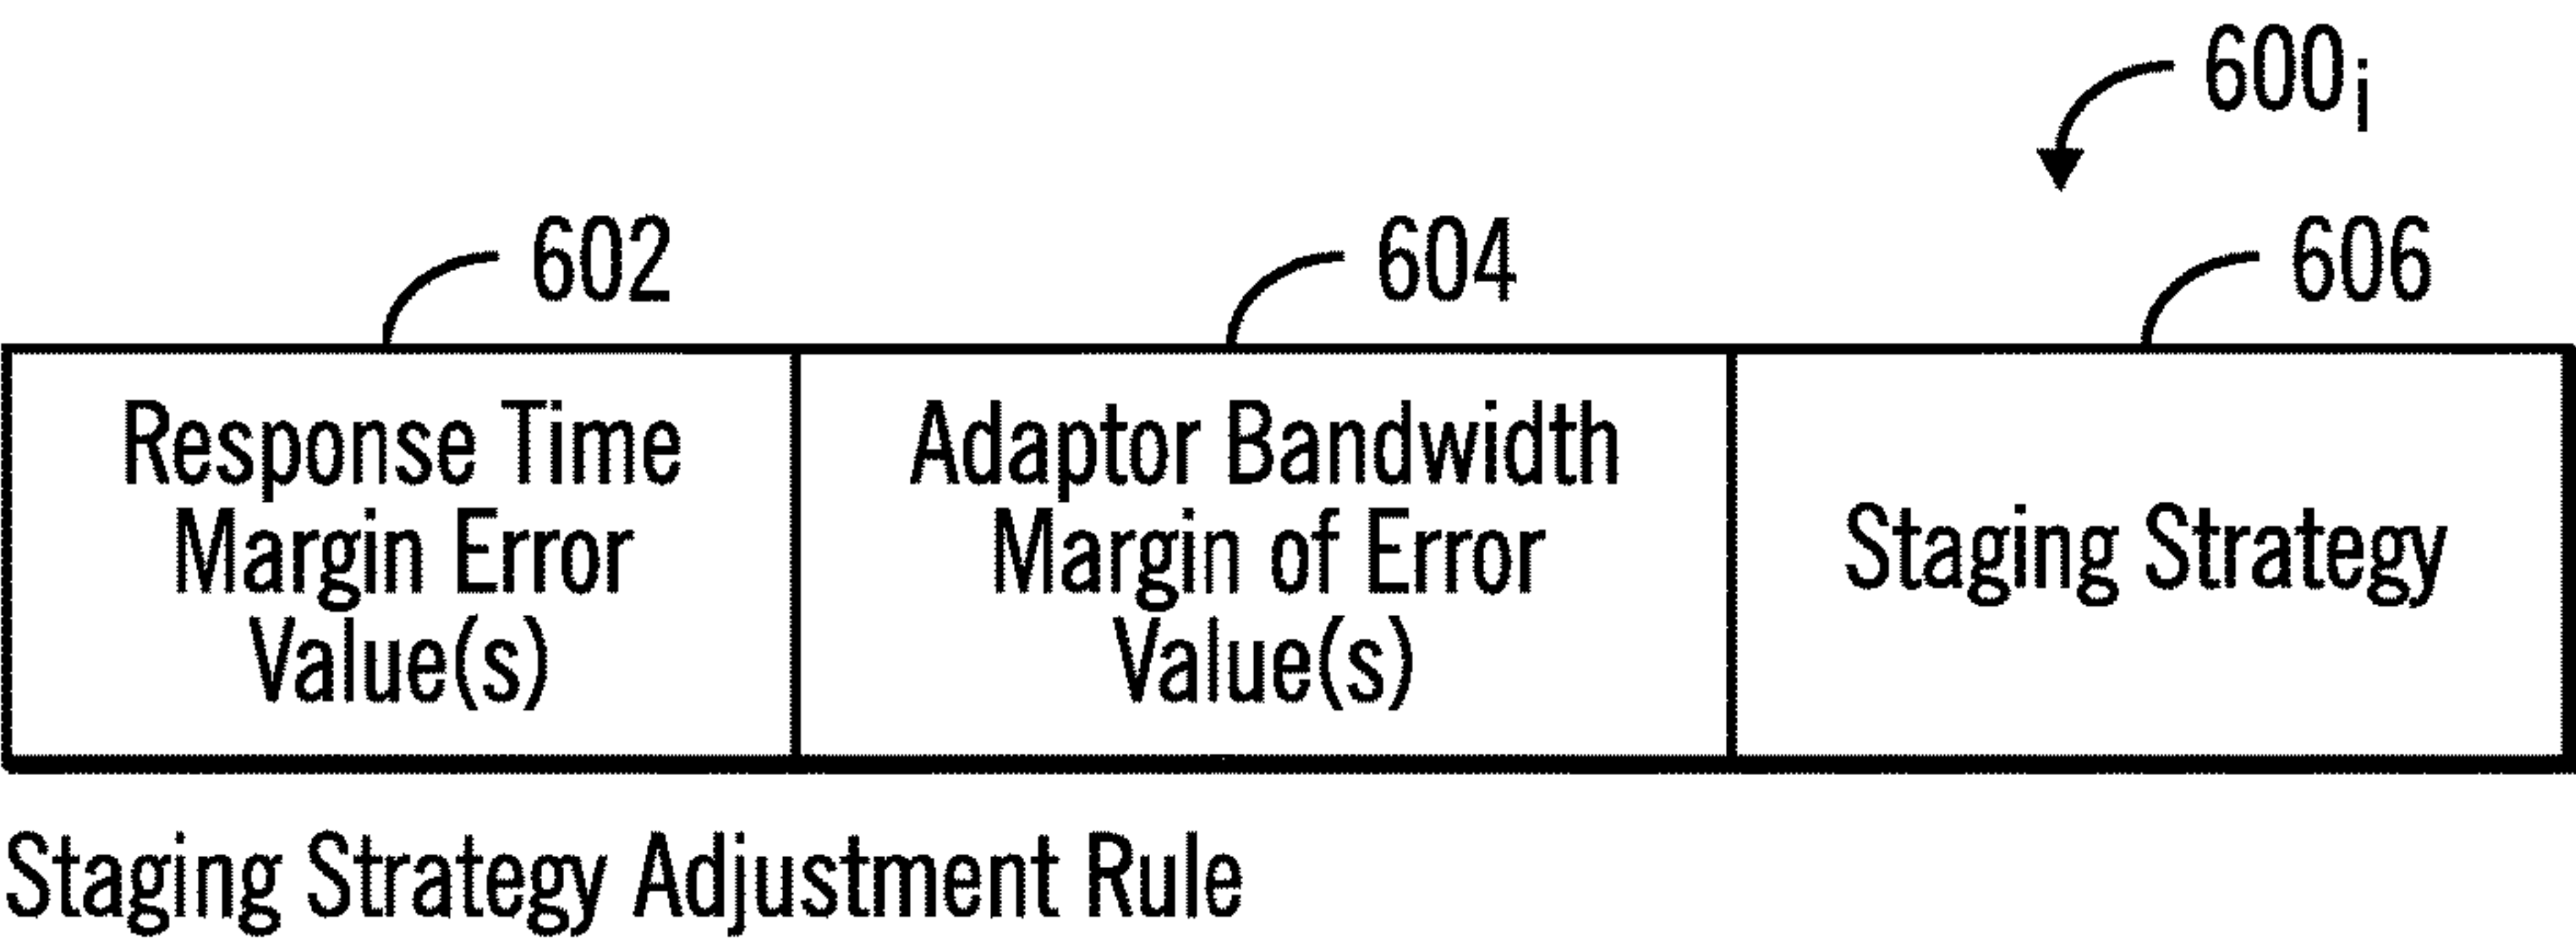 600i
602
604
606
Response Time
Margin Error
Value(s)
Adaptor Bandwidth
Margin of Error
Value(s)
Staging Strategy
Staging Strategy Adjustment Rule